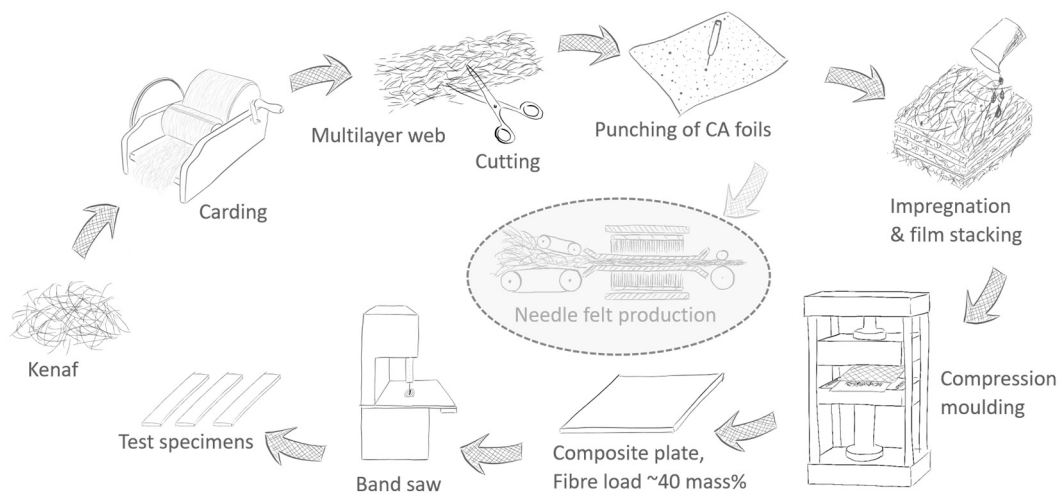 Multilayer web
Cutting
Punching of CA foils
Carding
Impregnation
& film stacking
Needle felt production
Kenaf
Compression
moulding
Test specimens
Band saw
Composite plate,
Fibre load ~40 mass%